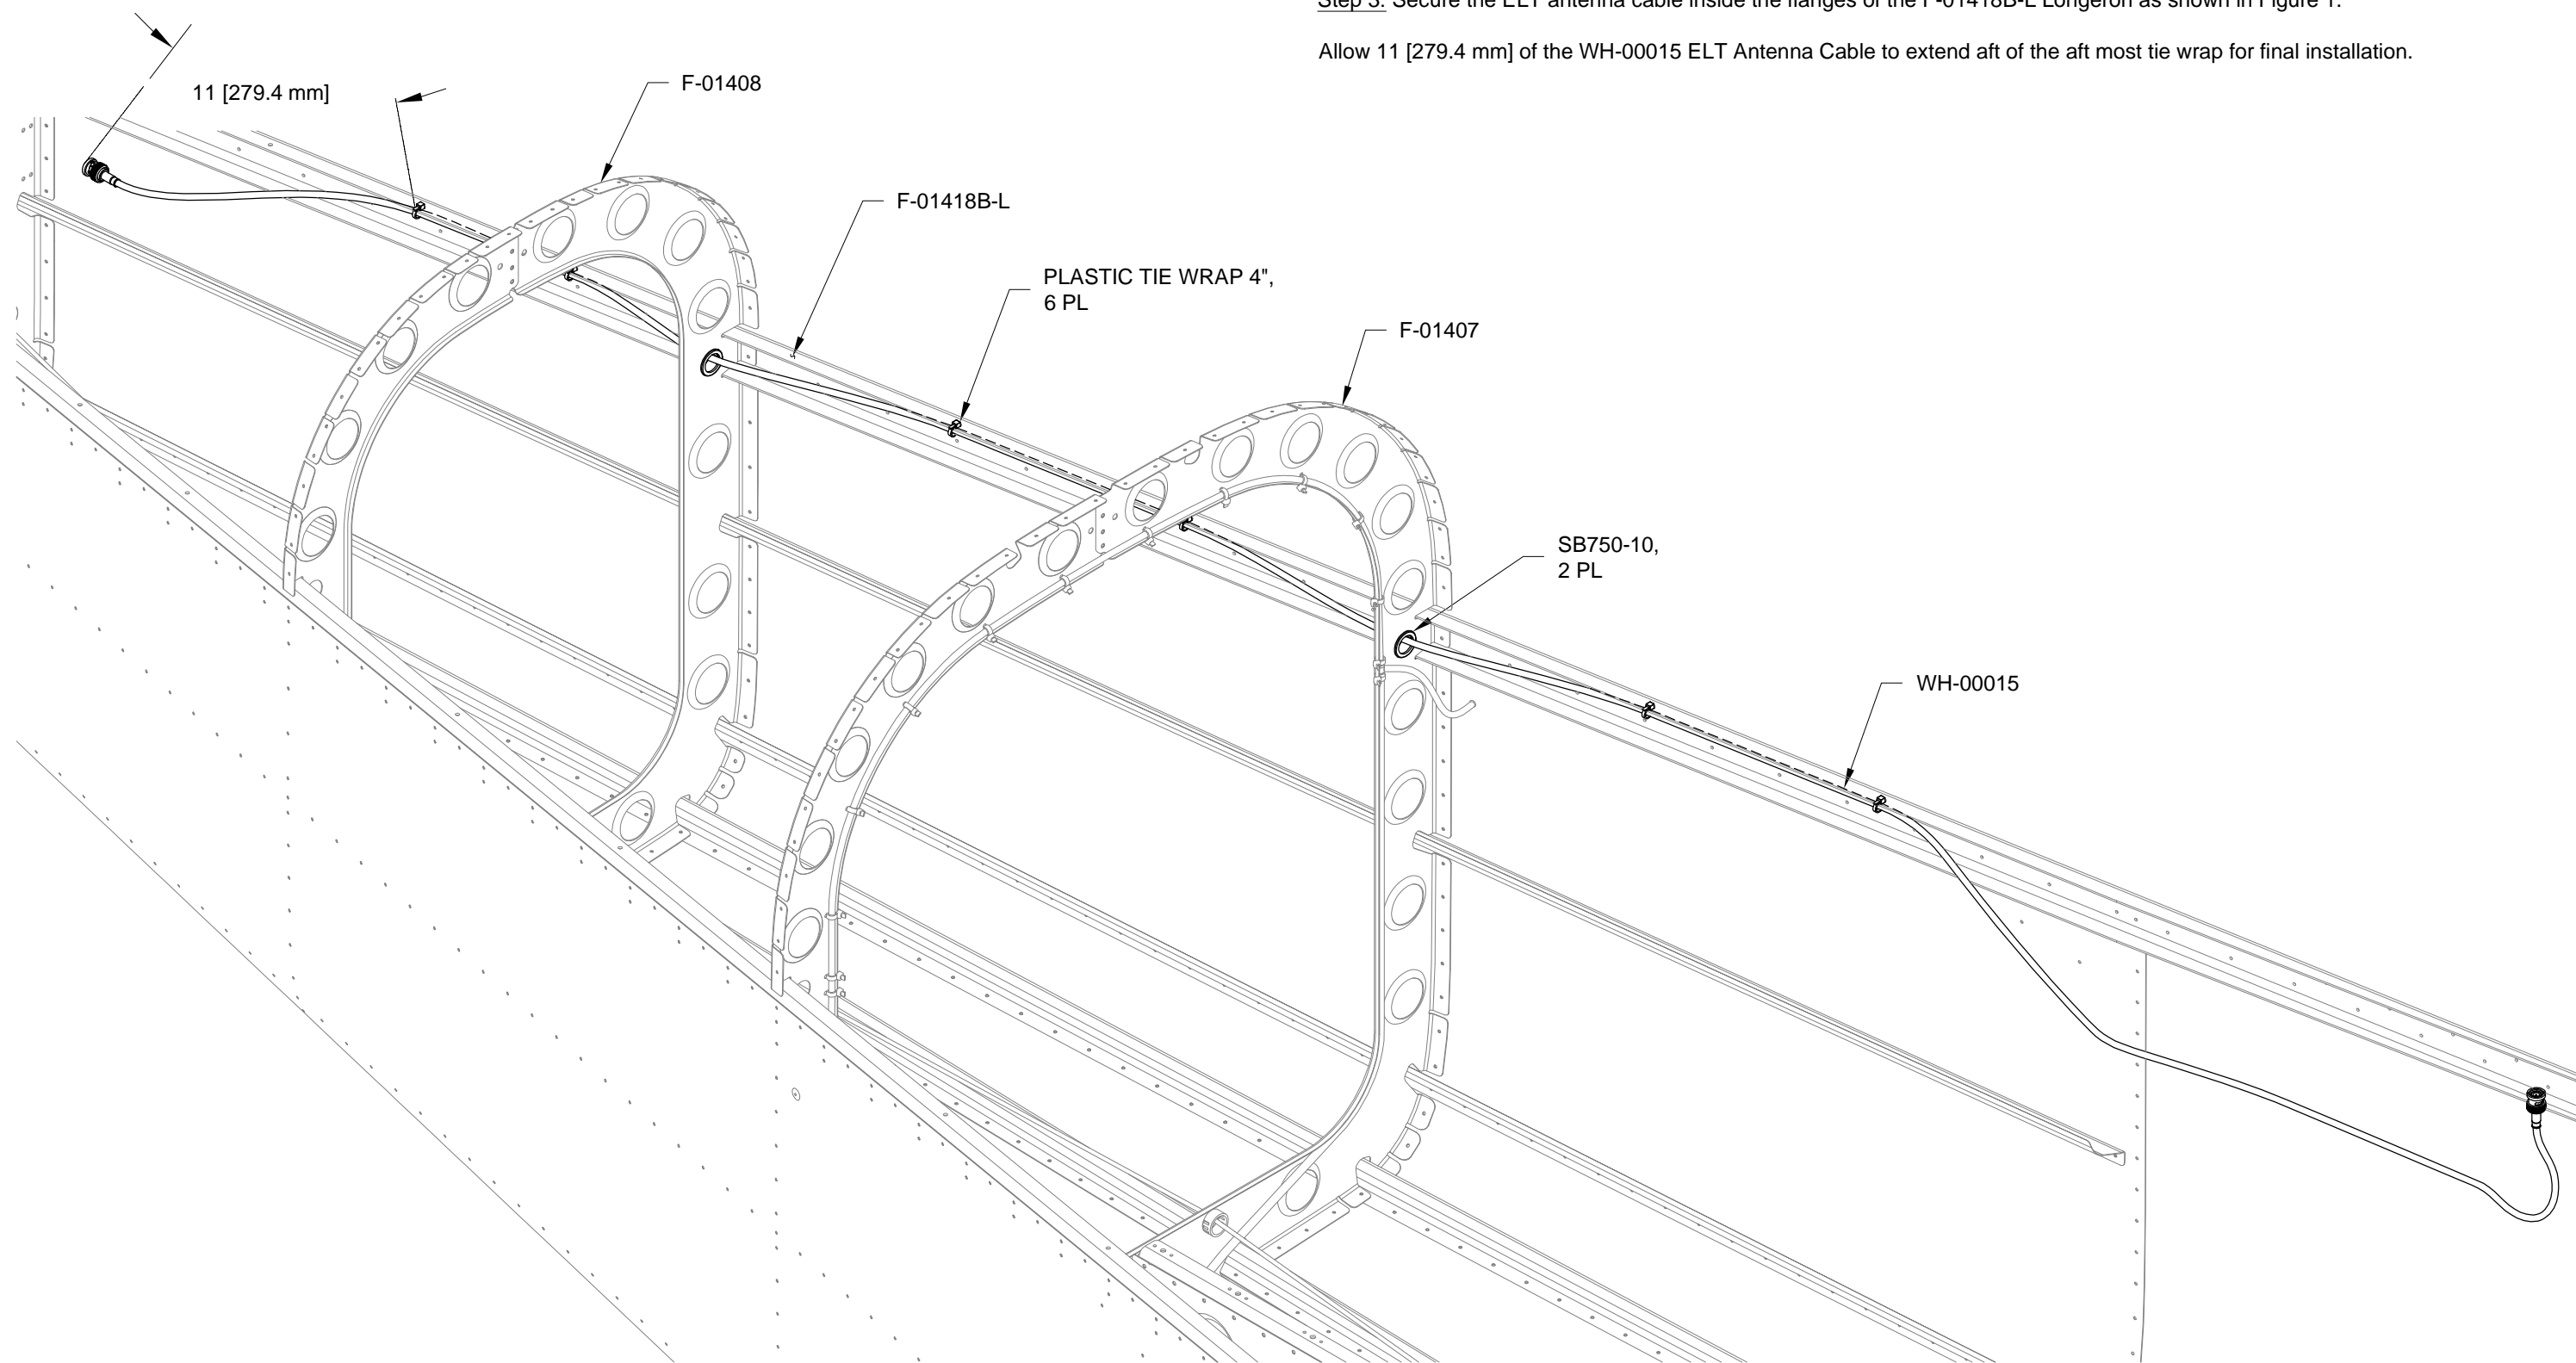 Step 3: Secure the ELT antenna cable inside the flanges of the F-01418B-L Longeron as shown in Figure 1.
Allow 11 [279.4 mm] of the WH-00015 ELT Antenna Cable to extend aft of the aft most tie wrap for final installation.
11 [279.4 mm]
F-01408
F-01418B-L
PLASTIC TIE WRAP 4",
6 PL
F-01407
SB750-10,
2 PL
WH-00015